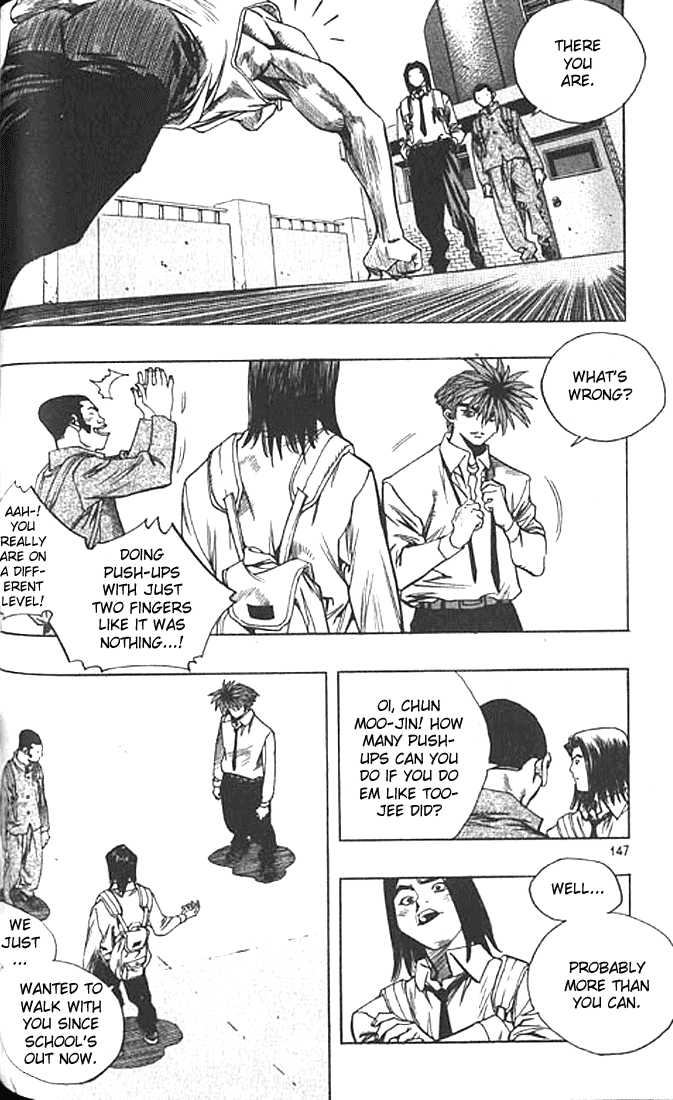 THERE
YOU
ARE.
WHAT'S
WRONG?
AAH-!
YOU
REALLY
ARE ON
A DIFF-
ERENT
LEVEL!
DOING
PUSH-UPS
WITH JUST
TWO FINGERS
LIKE IT WAS
NOTHING...!
WE
JUST
...
WANTED TO
WALK WITH
YOU SINCE
SCHOOL'S
OUT NOW.
OI, CHUN
MOO-JIN! HOW
MANY PUSH-
UPS CAN YOU
DO IF YOU DO
EM LIKE TOO-
JEE DID?
147
WELL...
PROBABLY
MORE THAN
YOU CAN.